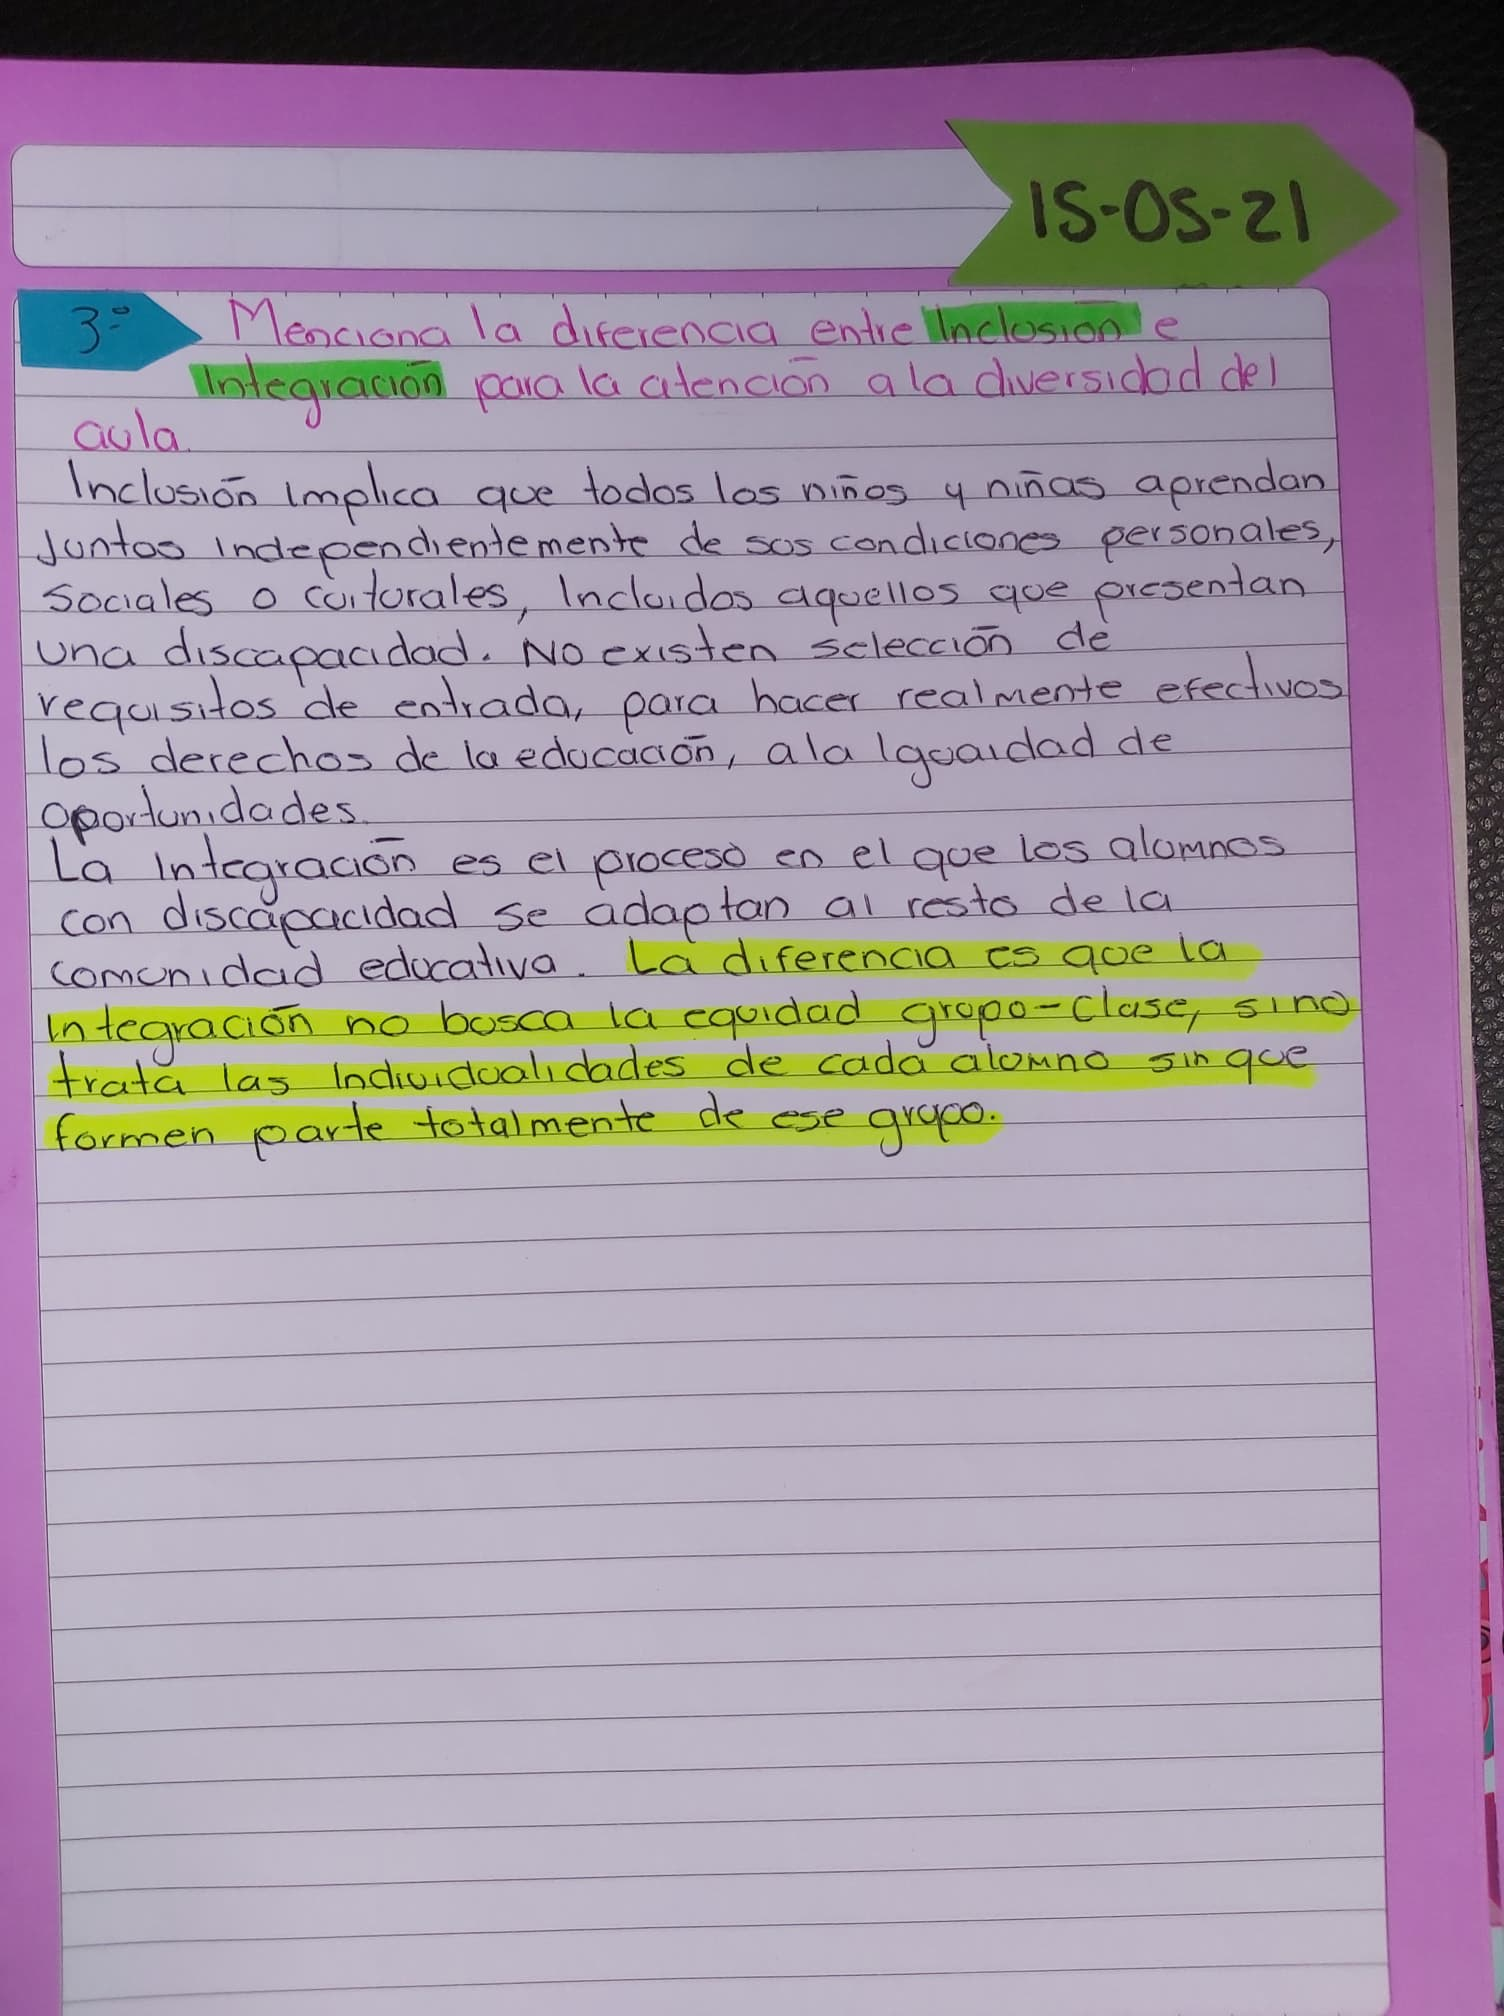 15-05-21
3º Menciona la diferencia entre Inclusión e
Integración para la atención a la diversidad del
aula.
Inclusión implica que todos los niños y niñas aprendan
juntos independientemente de sus condiciones personales,
sociales o culturales, Incluidos aquellos que presentan
una discapacidad. No existen selección de
requisitos de entrada, para hacer realmente efectivos
los derechos de la educación, a la Igualdad de
oportunidades.
La Integración es el proceso en el que los alumnos
con discapacidad se adaptan al resto de la
comunidad educativa. La diferencia es que la
integración no busca la equidad grupo-clase, sino
trata las Individualidades de cada alumno sin que
formen parte totalmente de ese grupo.